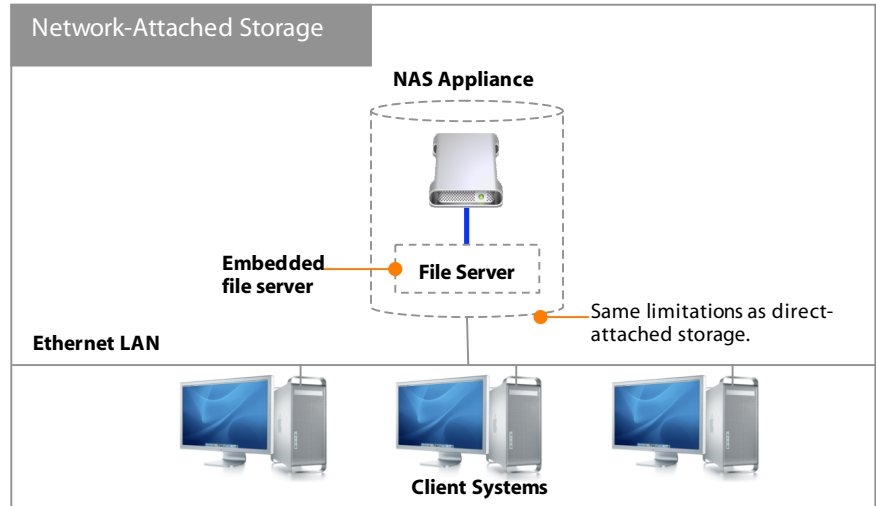 Network-Attached Storage
NAS Appliance
Embedded
file server
File Server
Same limitations as direct-
attached storage.
Ethernet LAN
Client Systems